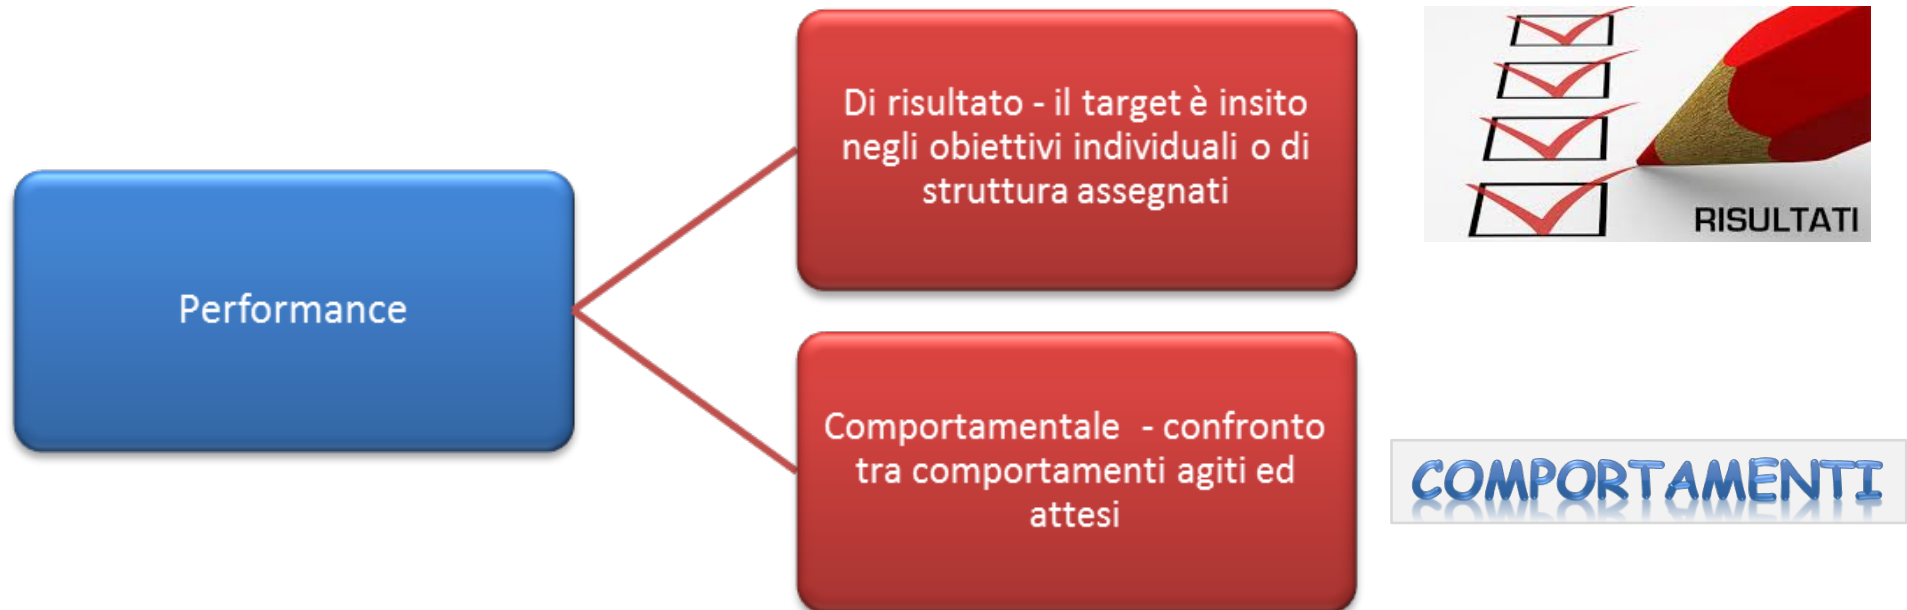 Performance
Di risultato - il target è insito
negli obiettivi individuali o di
struttura assegnati
RISULTATI
Comportamentale  - confronto
tra comportamenti agiti ed
attesi
COMPORTAMENTI